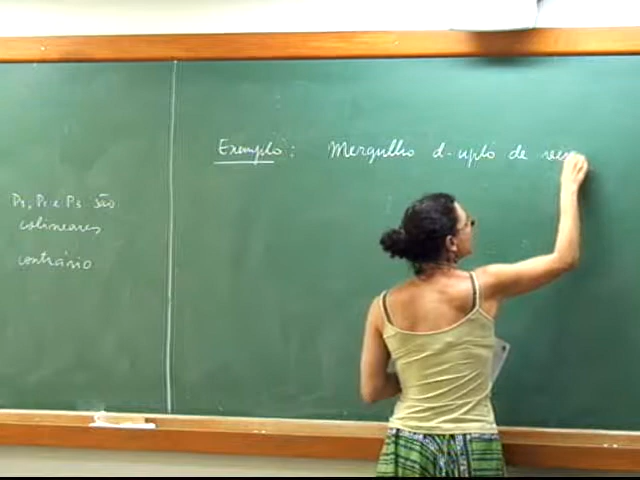 P1, P2 e P3 são
colineares
contrário
Exemplo: Mergulho d-uplo de